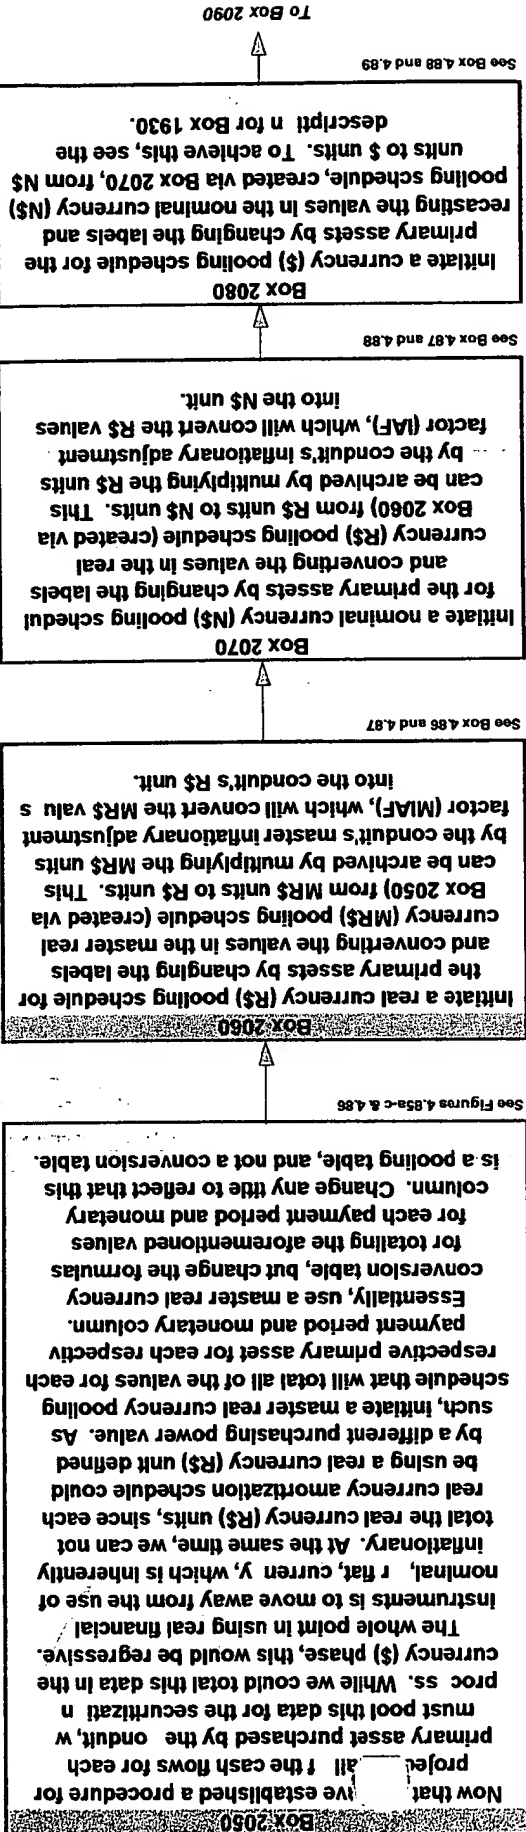 Box 2050
Now that ive established a procedure for
projec all f the cash flows for each
primary asset purchased by the onduit, w
must pool this data for the securitizati n
proc ss. While we could total this data in the
currency ($) phase, this would be regressive.
The whole point in using real financial
instruments is to move away from the use of
nominal, r fiat, curren y, which is inherently
inflationary. At the same time, we can not
total the real currency (R$) units, since each
real currency amortization schedule could
be using a real currency (R$) unit defined
by a different purchasing power value. As
such, initiate a master real currency pooling
schedule that will total all of the values for each
respective primary asset for each respectiv
payment period and monetary column.
Essentially, use a master real currency
conversion table, but change the formulas
for totaling the aforementioned values
for each payment period and monetary
column. Change any title to reflect that this
is a pooling table, and not a conversion table.
See Figures 4.85a-c & 4.86
Box 2060
Initiate a real currency (R$) pooling schedule for
the primary assets by changing the labels
and converting the values in the master real
currency (MR$) pooling schedule (created via
Box 2050) from MR$ units to R$ units. This
can be archived by multiplying the MR$ units
by the conduit's master inflationary adjustment
factor (MIAF), which will convert the MR$ valu s
into the conduit's R$ unit.
See Box 4.86 and 4.87
Box 2070
Initiate a nominal currency (N$) pooling schedul
for the primary assets by changing the labels
and converting the values in the real
currency (R$) pooling schedule (created via
Box 2060) from R$ units to N$ units. This
can be archived by multiplying the R$ units
by the conduit's inflationary adjustment
factor (IAF), which will convert the R$ values
into the N$ unit.
See Box 4.87 and 4.88
Box 2080
Initiate a currency ($) pooling schedule for the
primary assets by changing the labels and
recasting the values in the nominal currency (N$)
pooling schedule, created via Box 2070, from N$
units to $ units. To achieve this, see the
descripti n for Box 1930.
See Box 4.88 and 4.89
To Box 2090